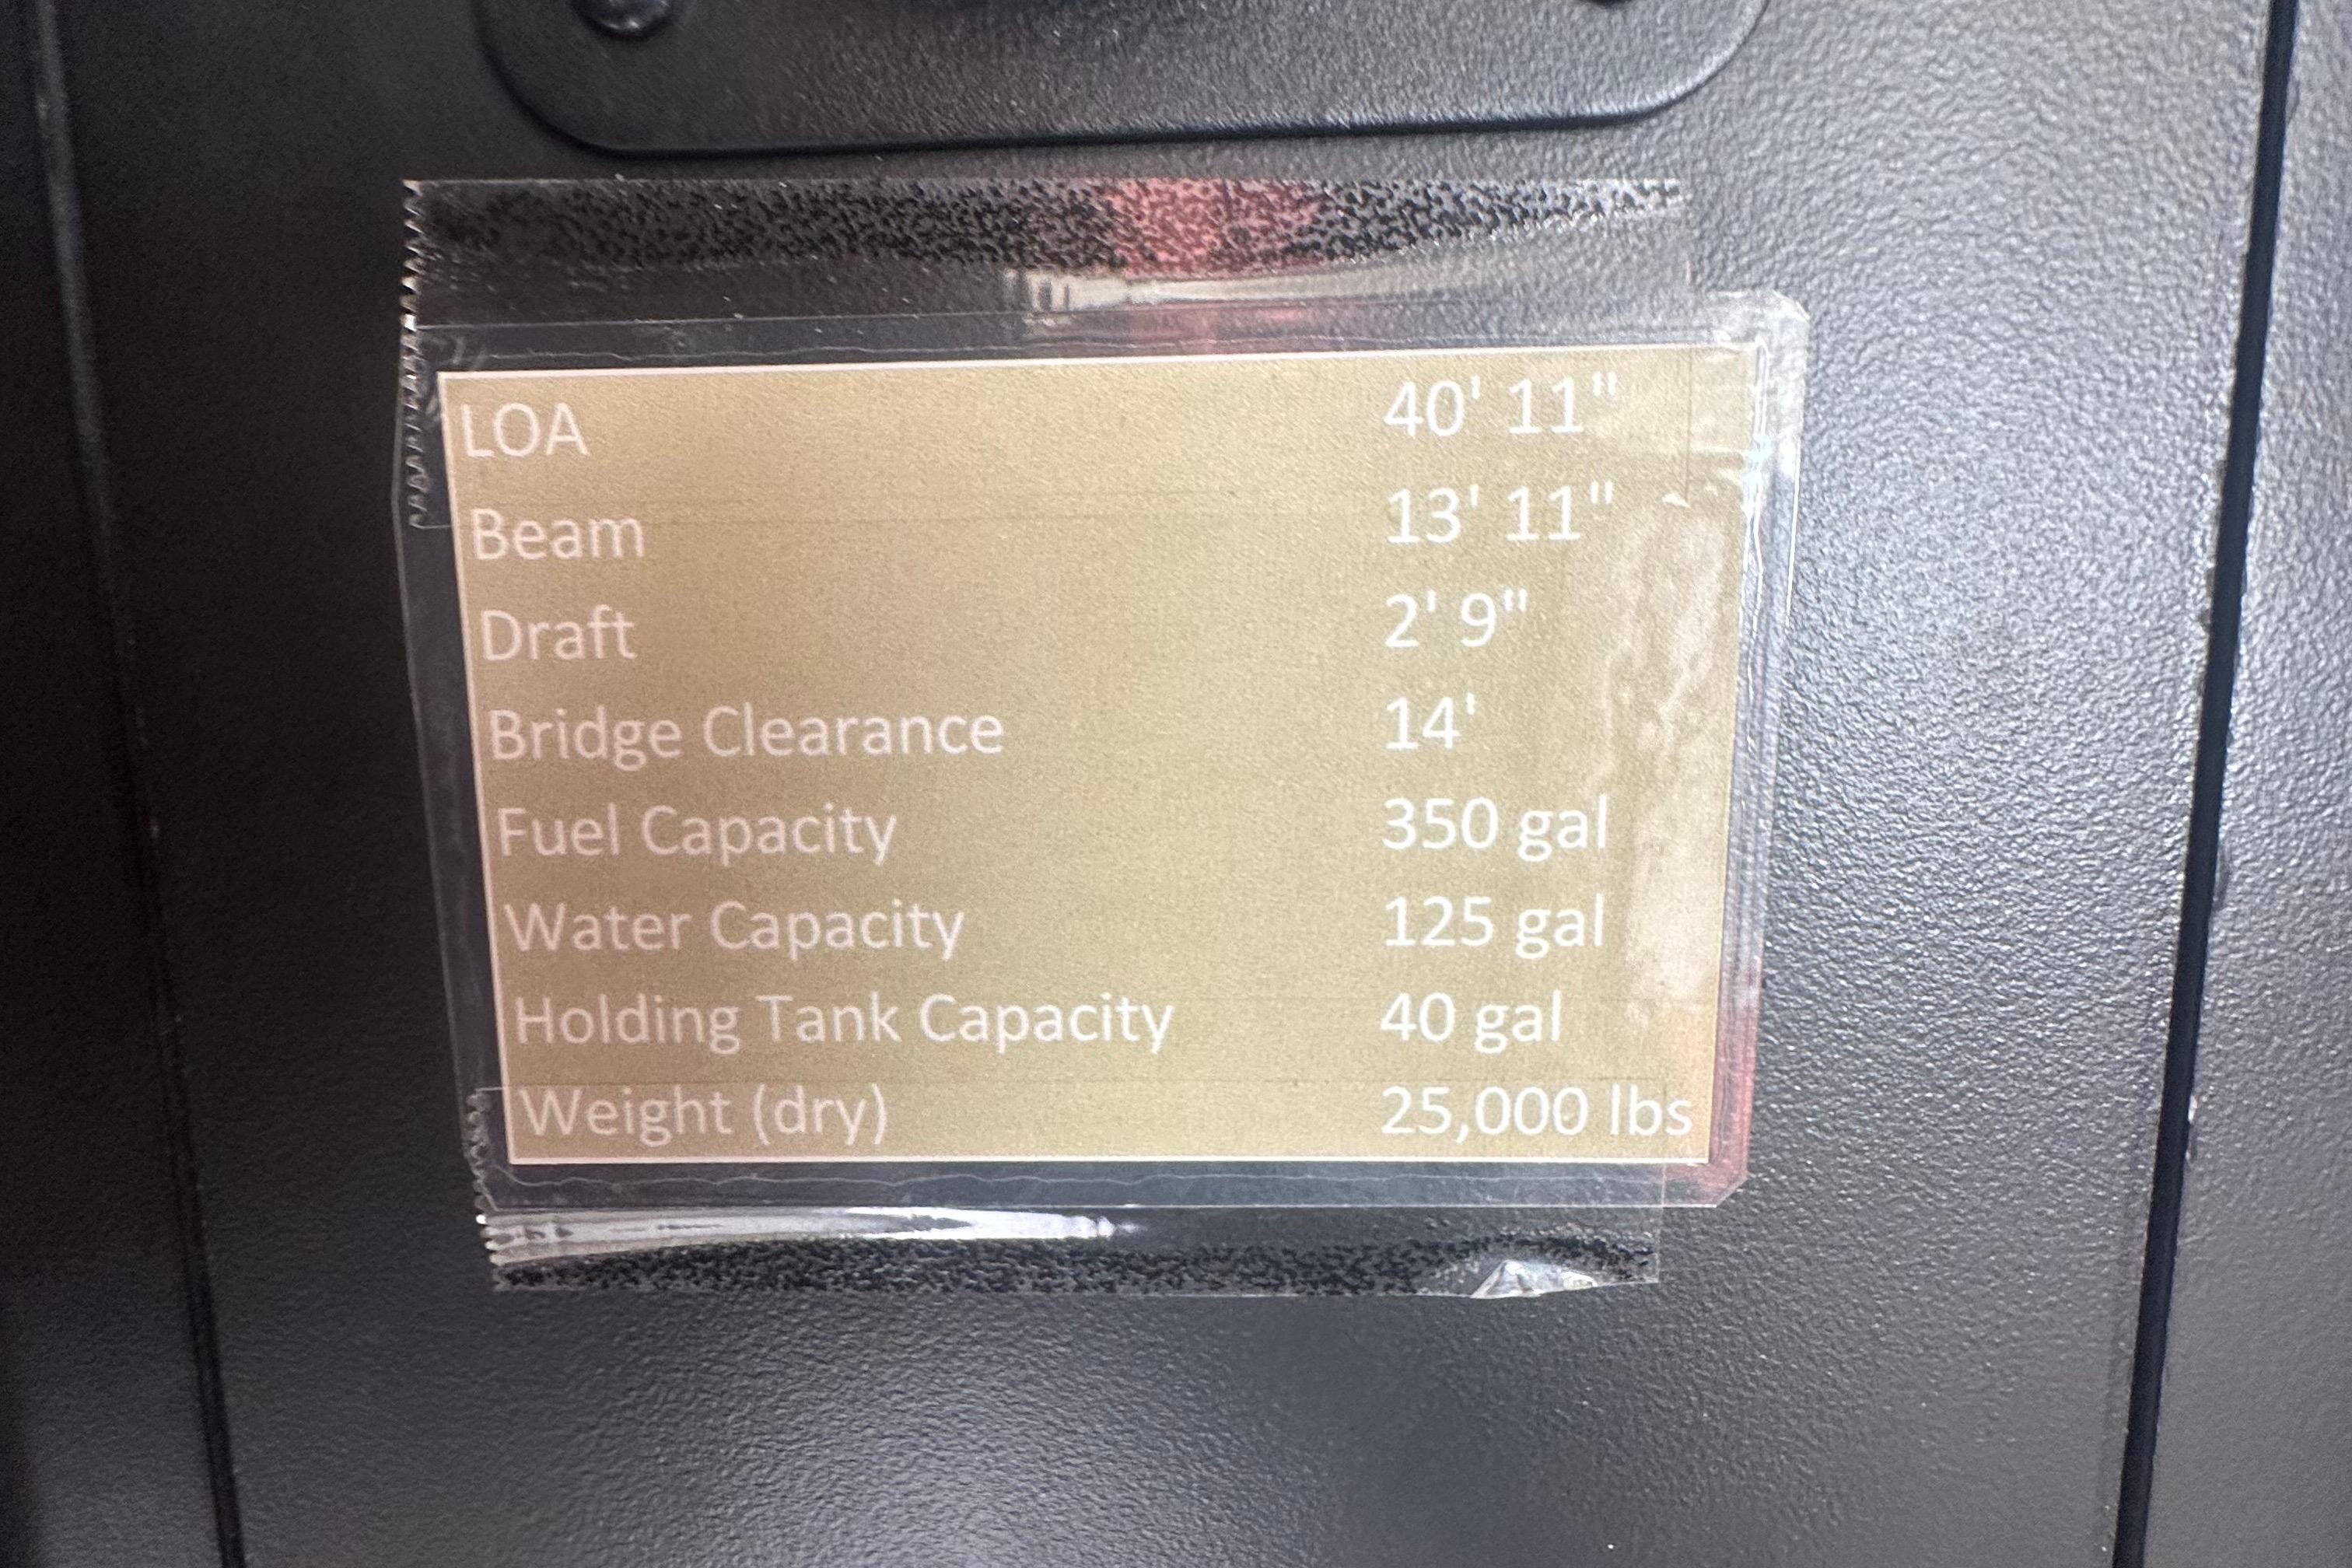 LOA 40' 11"
Beam 13' 11"
Draft 2' 9"
Bridge Clearance 14'
Fuel Capacity 350 gal
Water Capacity 125 gal
Holding Tank Capacity 40 gal
Weight (dry) 25,000 lbs